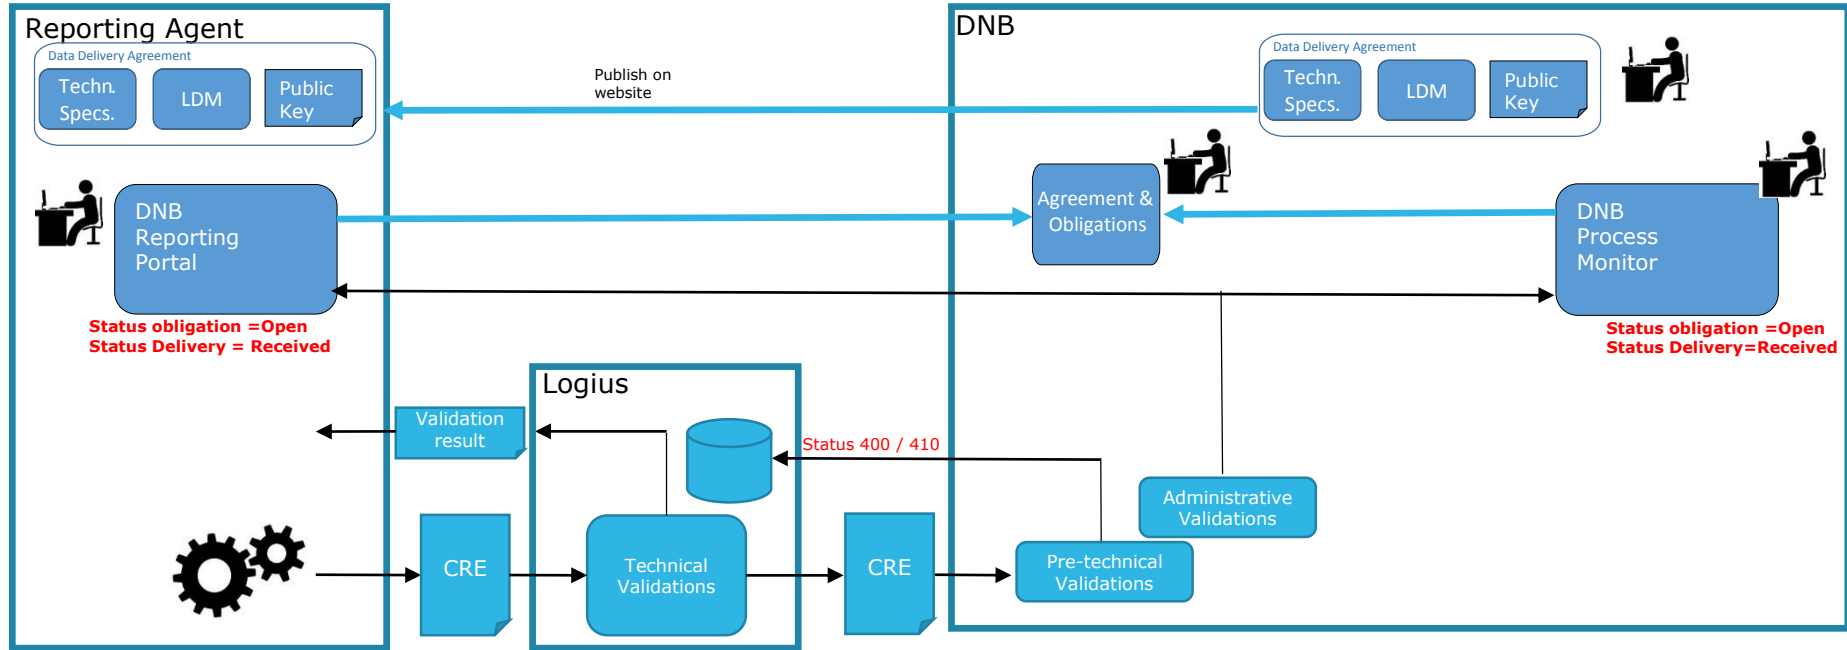 Reporting Agent
Data Delivery Agreement
Techn.
Specs.
LDM
Public
Key
Publish on
website
DNB
Data Delivery Agreement
Techn.
Specs.
LDM
Public
Key
DNB
Reporting
Portal
Agreement &
Obligations
DNB
Process
Monitor
Status obligation =Open
Status Delivery = Received
Status obligation =Open
Status Delivery=Received
Logius
Validation
result
Status 400 / 410
Administrative
Validations
CRE
Technical
Validations
CRE
Pre-technical
Validations